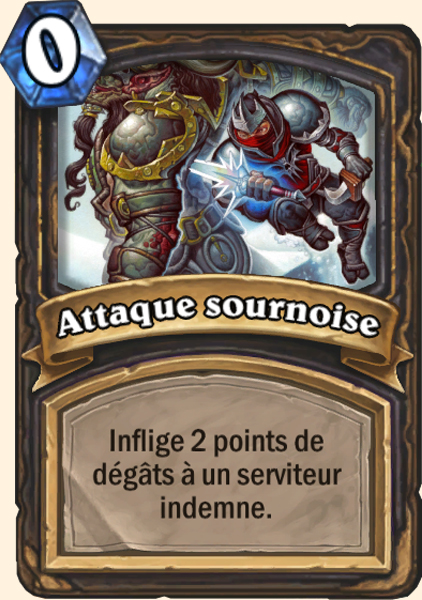 0
Attaque sournoise
Inflige 2 points de
dégâts à un serviteur
indemne.